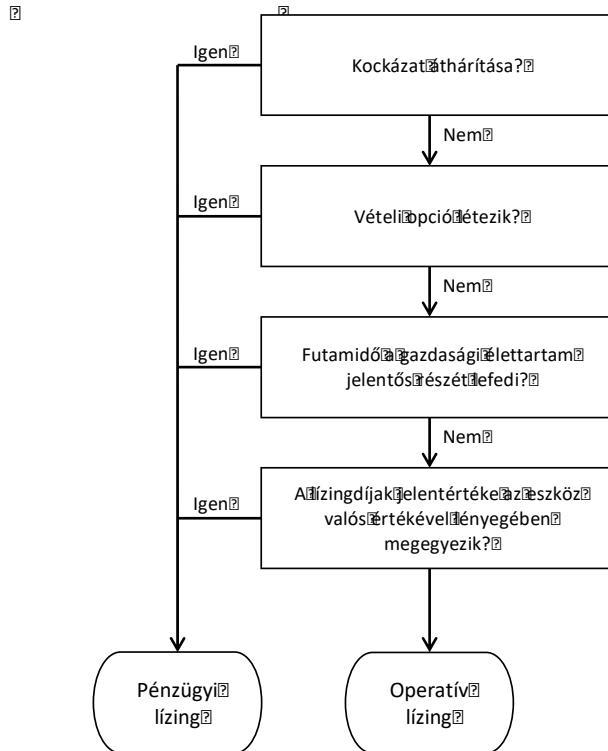 Igen
Kockázat áthárítása?
Nem
Igen
Vételi opció létezik?
Nem
Igen
Futamidő a gazdasági élettartam
jelentős részét lefedi?
Nem
Igen
A lízingdíjak jelentértéke az eszköz
valós értékével lényegében
megegyezik?
Pénzügyi
lízing
Operatív
lízing